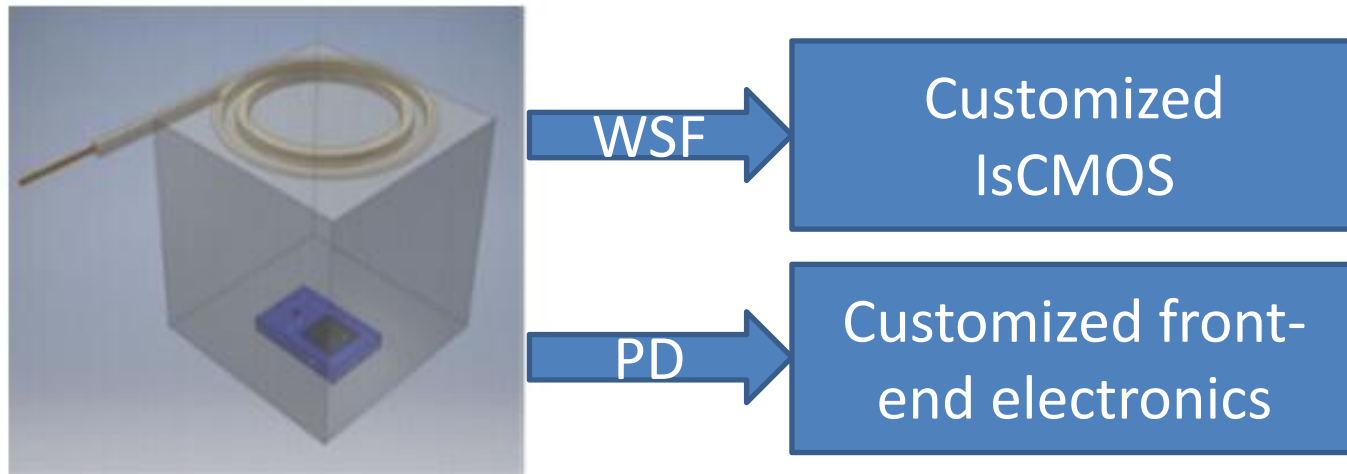 WSF
Customized
IsCMOS
PD
Customized front-
end electronics